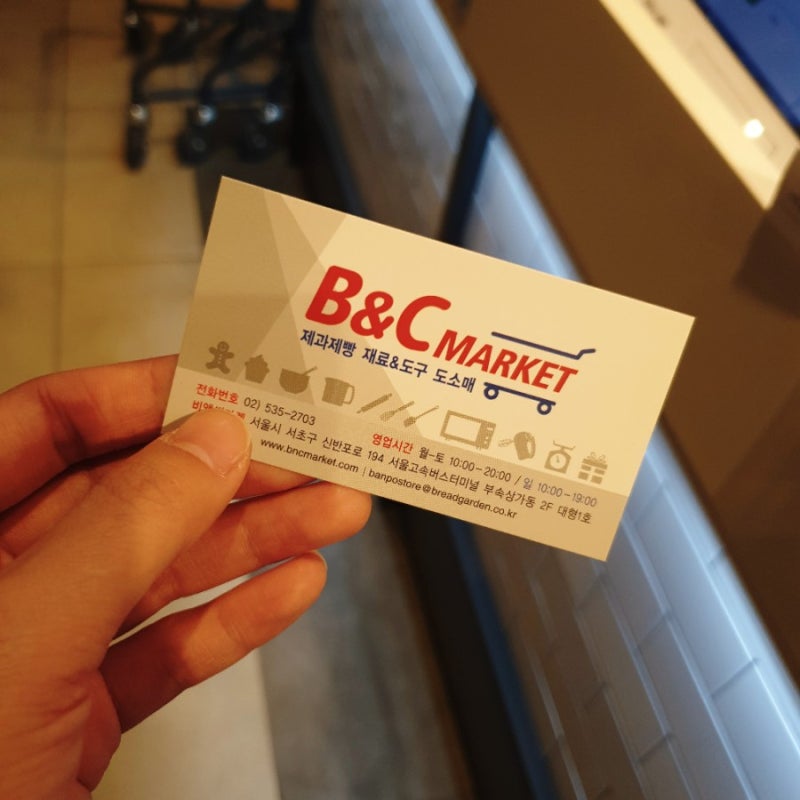 B&C MARKET
제과제빵 재료&도구 도소매
전화번호 02) 535-2703
영업시간 월-토 10:00-20:00 / 일 10:00-19:00
서울시 서초구 신반포로 194 서울고속버스터미널 부속상가동 2F 대형1호
www.bncmarket.com | banpostore@breadgarden.co.kr